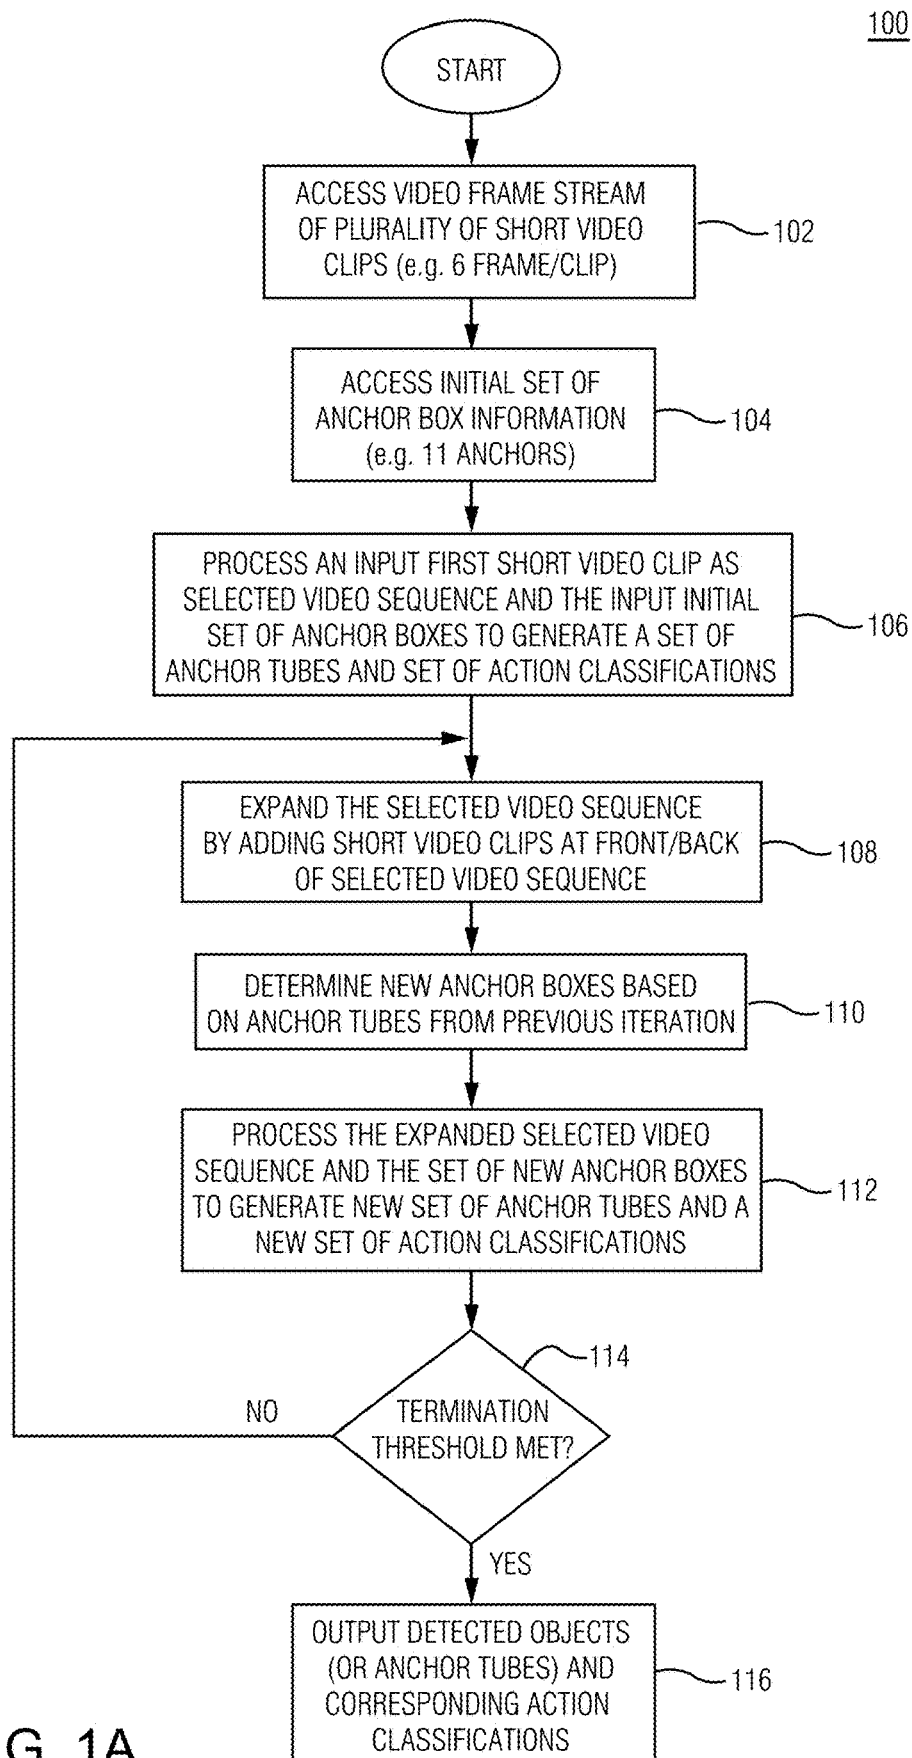 100
START
ACCESS VIDEO FRAME STREAM
OF PLURALITY OF SHORT VIDEO
CLIPS (e.g. 6 FRAME/CLIP)
102
ACCESS INITIAL SET OF
ANCHOR BOX INFORMATION
(e.g. 11 ANCHORS)
104
PROCESS AN INPUT FIRST SHORT VIDEO CLIP AS
SELECTED VIDEO SEQUENCE AND THE INPUT INITIAL
SET OF ANCHOR BOXES TO GENERATE A SET OF
ANCHOR TUBES AND SET OF ACTION CLASSIFICATIONS
106
EXPAND THE SELECTED VIDEO SEQUENCE
BY ADDING SHORT VIDEO CLIPS AT FRONT/BACK
OF SELECTED VIDEO SEQUENCE
108
DETERMINE NEW ANCHOR BOXES BASED
ON ANCHOR TUBES FROM PREVIOUS ITERATION
110
PROCESS THE EXPANDED SELECTED VIDEO
SEQUENCE AND THE SET OF NEW ANCHOR BOXES
TO GENERATE NEW SET OF ANCHOR TUBES AND A
NEW SET OF ACTION CLASSIFICATIONS
112
114
TERMINATION
THRESHOLD MET?
NO
YES
OUTPUT DETECTED OBJECTS
(OR ANCHOR TUBES) AND
CORRESPONDING ACTION
CLASSIFICATIONS
116
G. 1A